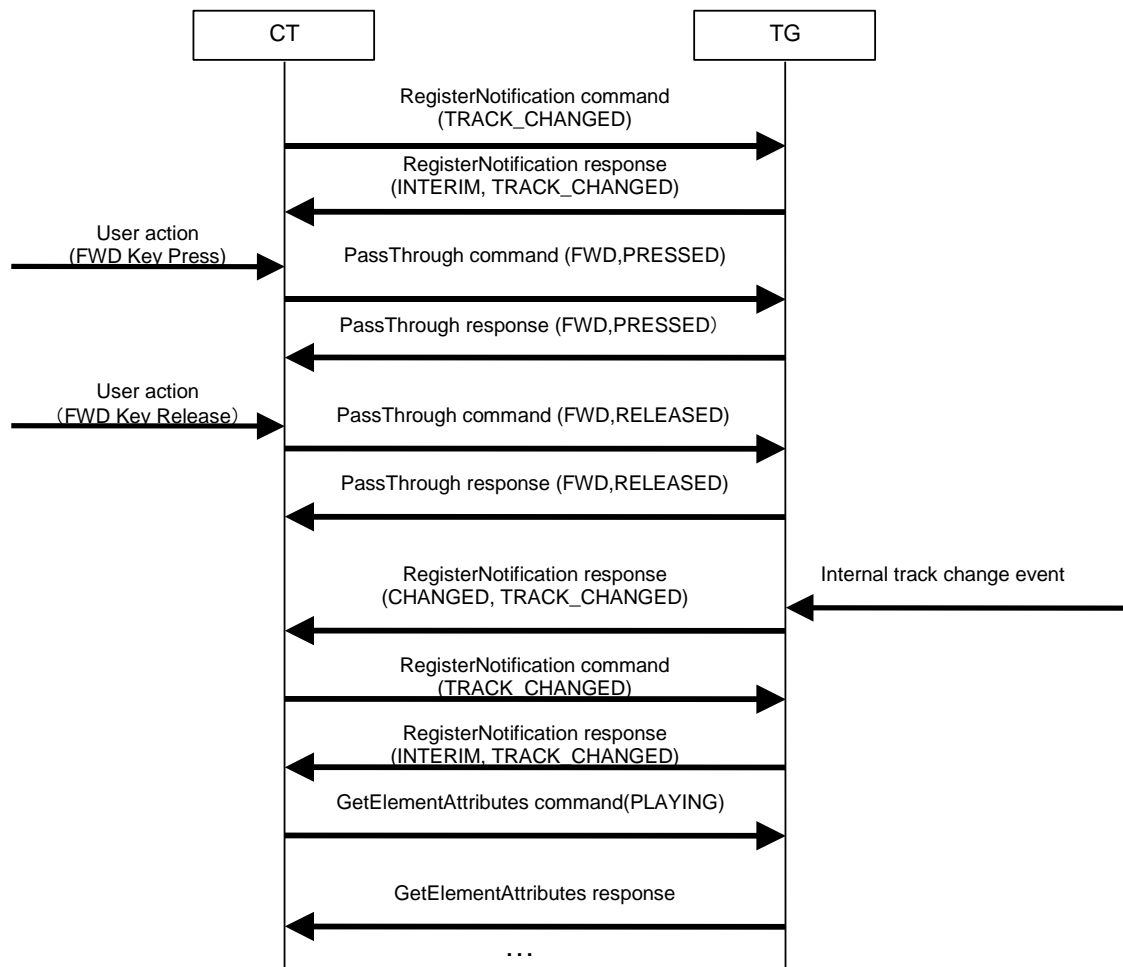 CT
TG
RegisterNotification command
(TRACK_CHANGED)
RegisterNotification response
(INTERIM, TRACK_CHANGED)
User action
(FWD Key Press)
PassThrough command (FWD,PRESSED)
PassThrough response (FWD,PRESSED）
User action
（FWD Key Release）
PassThrough command (FWD,RELEASED)
PassThrough response (FWD,RELEASED)
RegisterNotification response
(CHANGED, TRACK_CHANGED)
Internal track change event
RegisterNotification command
(TRACK_CHANGED)
RegisterNotification response
(INTERIM, TRACK_CHANGED)
GetElementAttributes command(PLAYING)
GetElementAttributes response
...